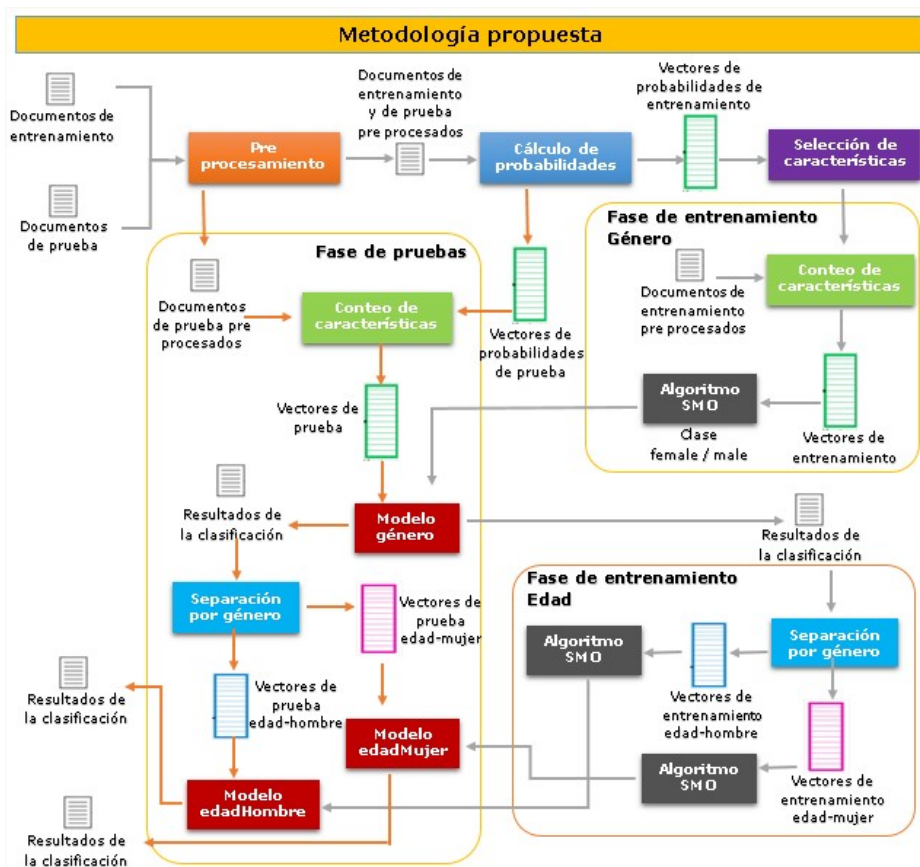 Metodología propuesta
Documentos de
entrenamiento
Documentos
de prueba
Pre
procesamiento
Documentos de
entrenamiento
y de prueba
pre procesados
Cálculo de
probabilidades
Vectores de
probabilidades de
entrenamiento
Selección de
características
Fase de entrenamiento
Género
Conteo de
características
Documentos de
entrenamiento
pre procesados
Vectores de
entrenamiento
Algoritmo
SMO
Clase
female / male
Fase de pruebas
Documentos
de prueba pre
procesados
Conteo de
características
Vectores de
probabilidades
de prueba
Vectores de
prueba
Modelo
género
Resultados de
la clasificación
Separación
por género
Vectores de
prueba
edad-mujer
Vectores de
prueba
edad-hombre
Modelo
edadMujer
Modelo
edadHombre
Resultados de
la clasificación
Resultados de
la clasificación
Resultados de
la clasificación
Fase de entrenamiento
Edad
Separación
por género
Algoritmo
SMO
Vectores de
entrenamiento
edad-hombre
Algoritmo
SMO
Vectores de
entrenamiento
edad-mujer